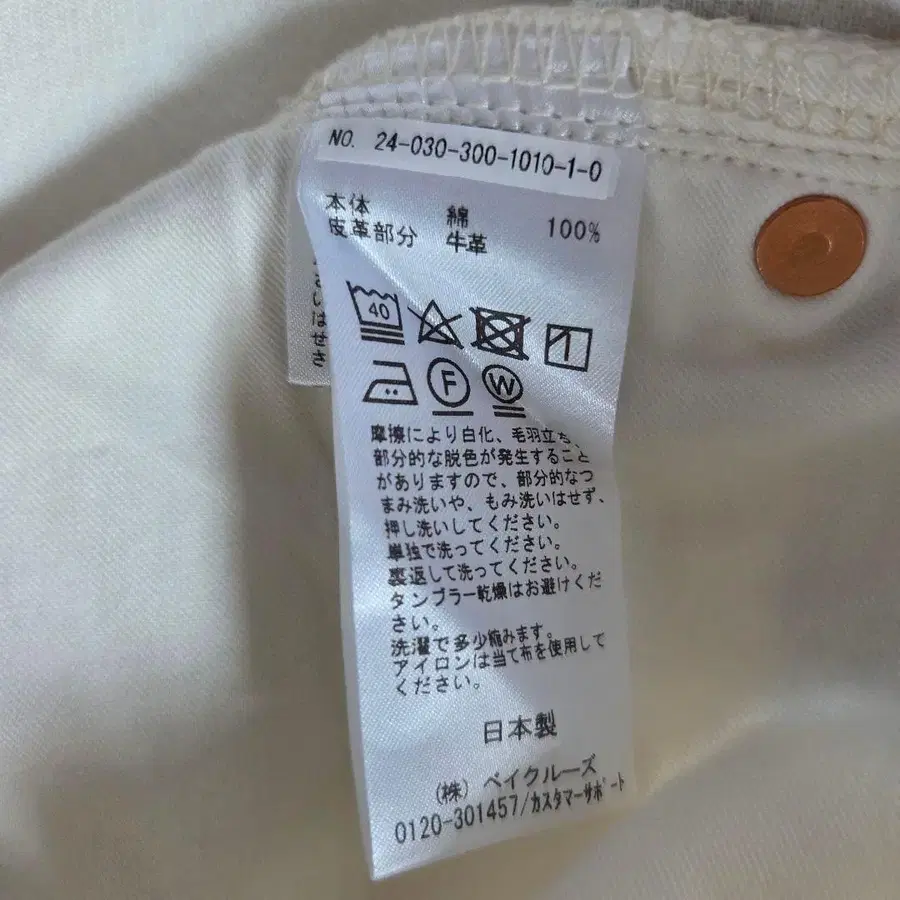 NO. 24-030-300-1010-1-0
本体 綿 100%
皮革部分 牛革
40
F W
摩擦により白化、毛羽立ち、
部分的な脱色が発生すること
がありますので、部分的なつ
まみ洗いや、もみ洗いはせず、
押し洗いしてください。
単独で洗ってください。
裏返して洗ってください。
タンブラー乾燥はお避けくだ
さい。
洗濯で多少縮みます。
アイロンは当て布を使用して
ください。
日本製
(株) ベイクルーズ
0120-301457/カスタマーサポート